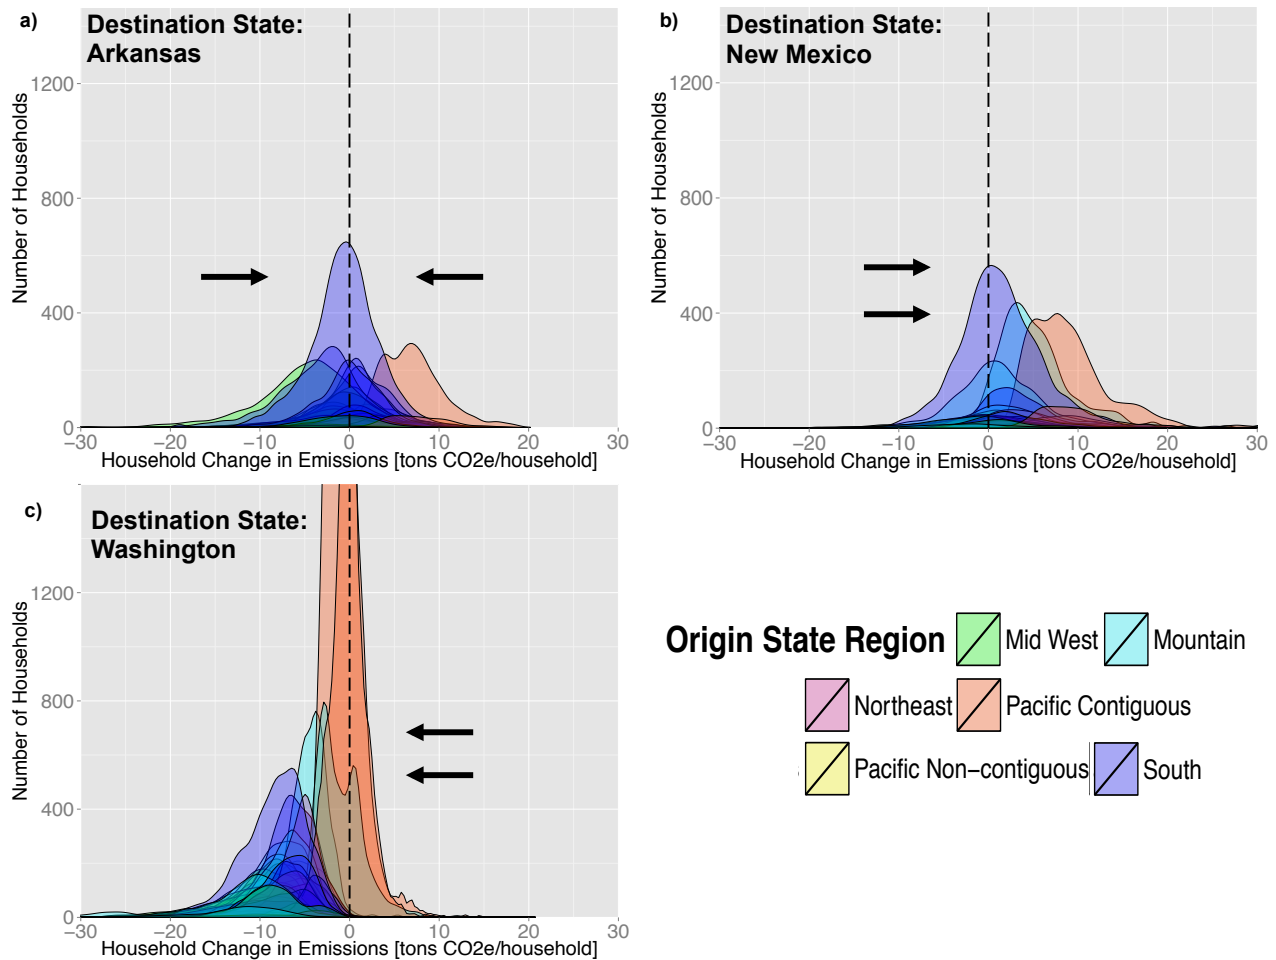 a)
Destination State:
Arkansas
Number of Households
1200
800
400
0
−30
−20
−10
0
10
20
30
Household Change in Emissions [tons CO2e/household]
b)
Destination State:
New Mexico
Number of Households
1200
800
400
0
−30
−20
−10
0
10
20
30
Household Change in Emissions [tons CO2e/household]
c)
Destination State:
Washington
Number of Households
1200
800
400
0
−30
−20
−10
0
10
20
30
Household Change in Emissions [tons CO2e/household]
Origin State Region
Mid West
Mountain
Northeast
Pacific Contiguous
Pacific Non−contiguous
South